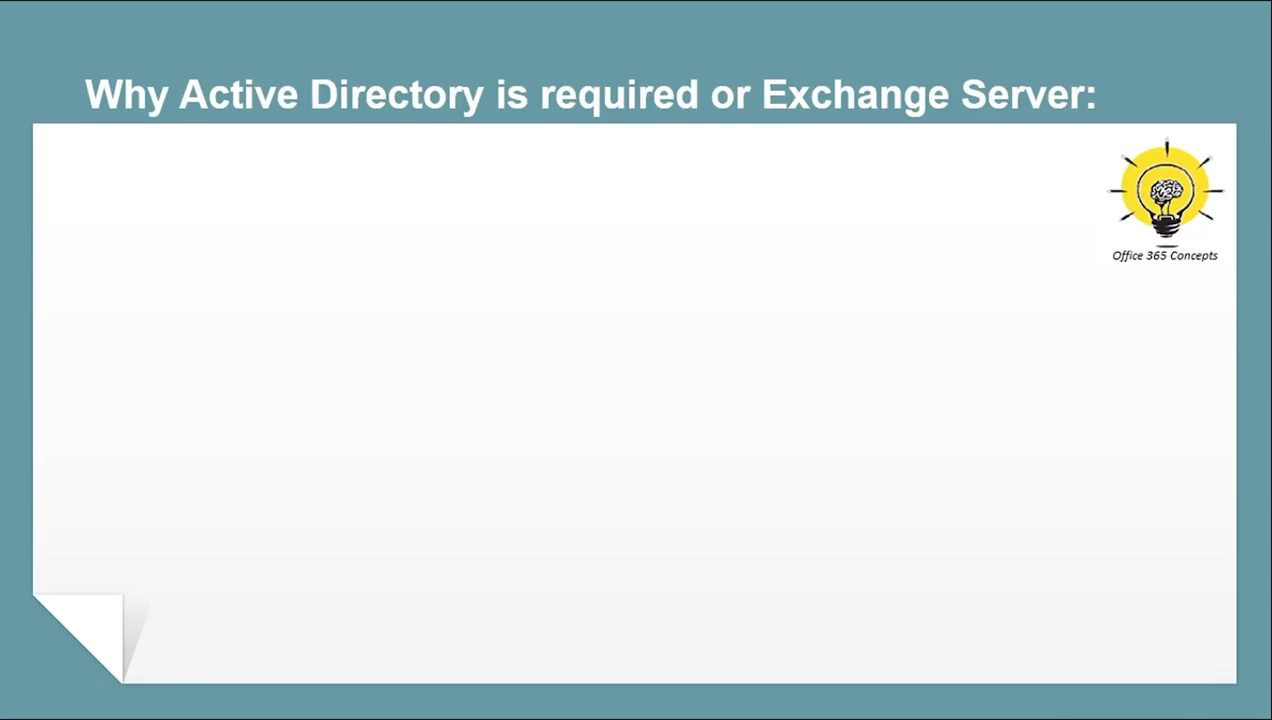 Why Active Directory is required or Exchange Server:
Office 365 Concepts